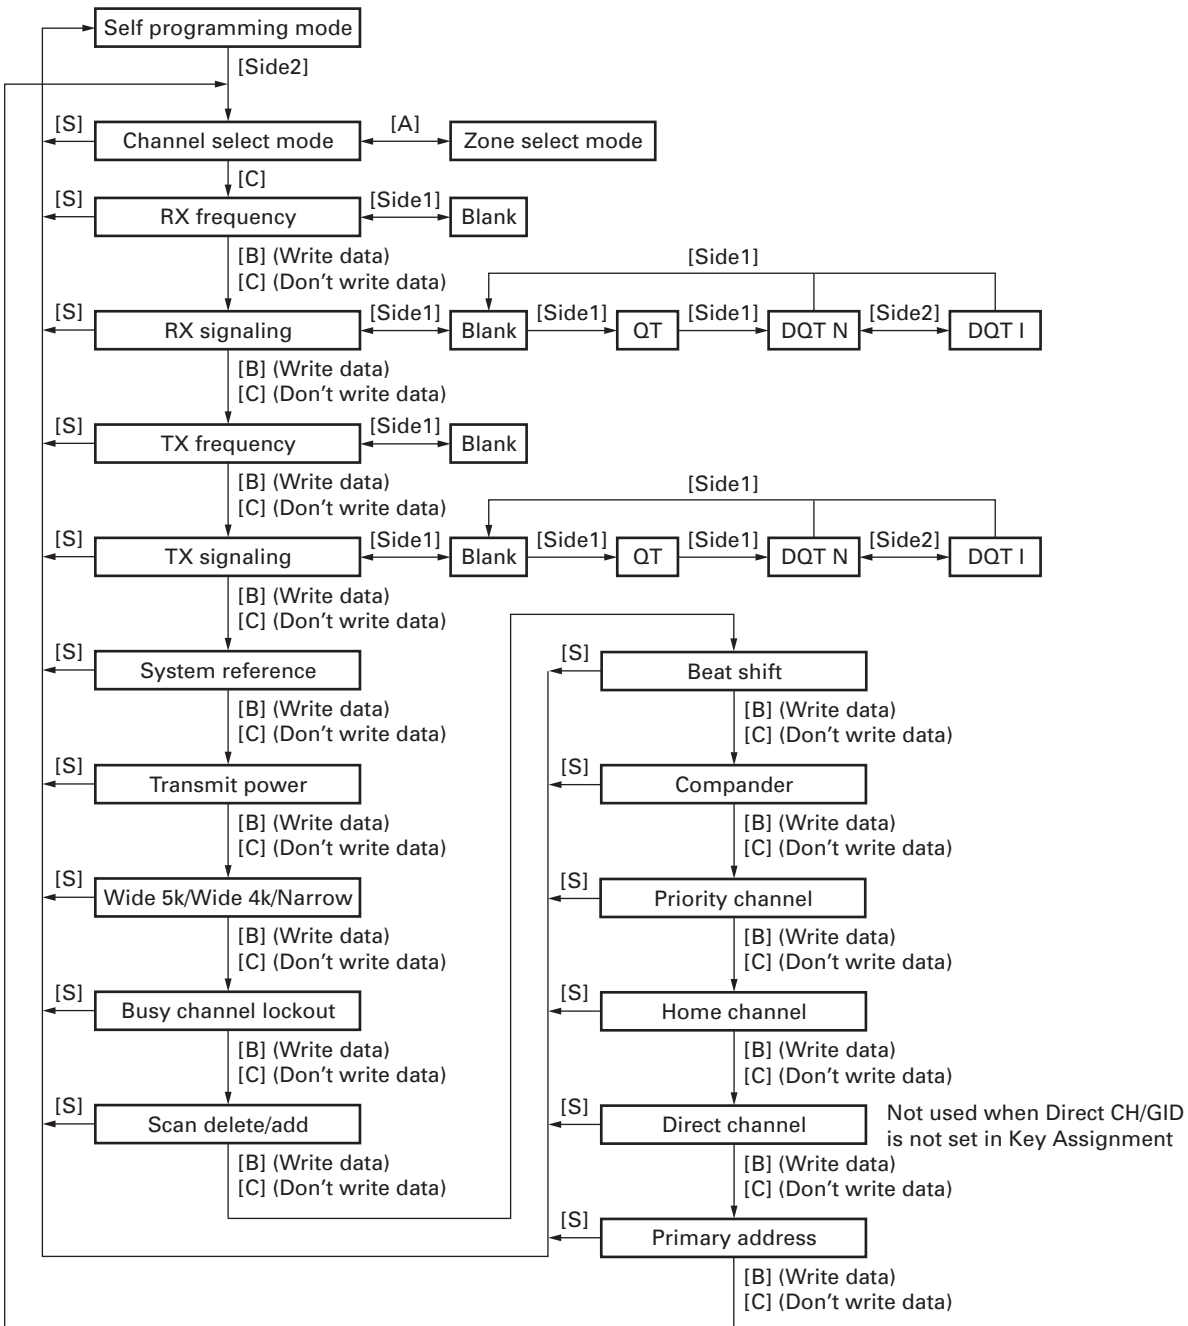 Self programming mode
[Side2]
[S]
Channel select mode
[A]
Zone select mode
[C]
[S]
RX frequency
[Side1]
Blank
[B] (Write data)
[C] (Don't write data)
[Side1]
[S]
RX signaling
[Side1]
Blank
[Side1]
QT
[Side1]
DQT N
[Side2]
DQT I
[B] (Write data)
[C] (Don't write data)
[S]
TX frequency
[Side1]
Blank
[B] (Write data)
[C] (Don't write data)
[Side1]
[S]
TX signaling
[Side1]
Blank
[Side1]
QT
[Side1]
DQT N
[Side2]
DQT I
[B] (Write data)
[C] (Don't write data)
[S]
System reference
[B] (Write data)
[C] (Don't write data)
[S]
Transmit power
[B] (Write data)
[C] (Don't write data)
[S]
Wide 5k/Wide 4k/Narrow
[B] (Write data)
[C] (Don't write data)
[S]
Busy channel lockout
[B] (Write data)
[C] (Don't write data)
[S]
Scan delete/add
[B] (Write data)
[C] (Don't write data)
[S]
Beat shift
[B] (Write data)
[C] (Don't write data)
[S]
Compander
[B] (Write data)
[C] (Don't write data)
[S]
Priority channel
[B] (Write data)
[C] (Don't write data)
[S]
Home channel
[B] (Write data)
[C] (Don't write data)
[S]
Direct channel
Not used when Direct CH/GID
is not set in Key Assignment
[B] (Write data)
[C] (Don't write data)
[S]
Primary address
[B] (Write data)
[C] (Don't write data)